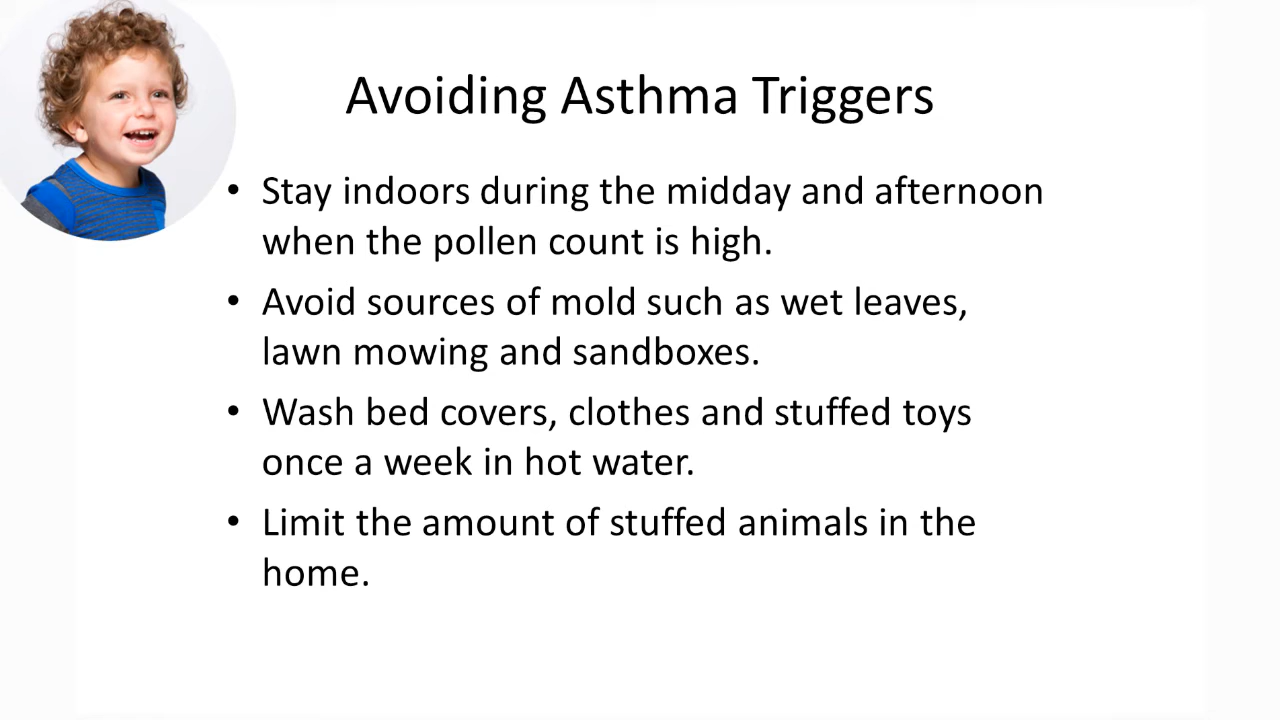 Avoiding Asthma Triggers
• Stay indoors during the midday and afternoon
when the pollen count is high.
• Avoid sources of mold such as wet leaves,
lawn mowing and sandboxes.
• Wash bed covers, clothes and stuffed toys
once a week in hot water.
• Limit the amount of stuffed animals in the
home.